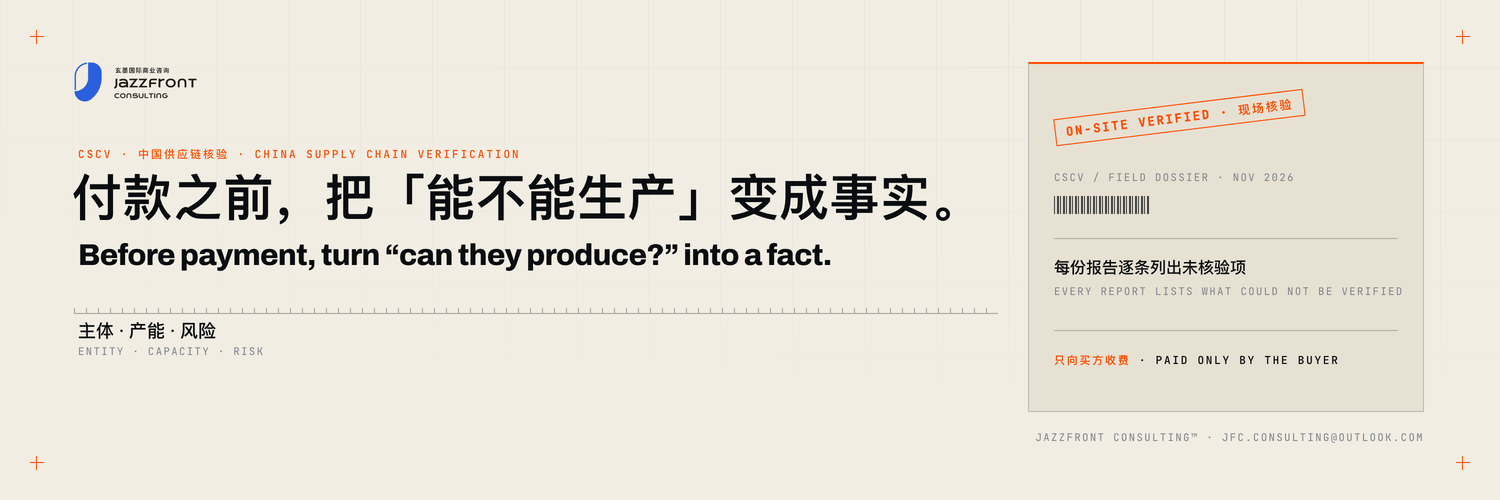 玄基国际商业咨询
JAZZFRONT
CONSULTING
CSCV · 中国供应链核验 · CHINA SUPPLY CHAIN VERIFICATION
付款之前，把「能不能生产」变成事实。
Before payment, turn “can they produce?” into a fact.
主体 · 产能 · 风险
ENTITY · CAPACITY · RISK
ON-SITE VERIFIED · 现场核验
CSCV / FIELD DOSSIER · NOV 2026
每份报告逐条列出未核验项
EVERY REPORT LISTS WHAT COULD NOT BE VERIFIED
只向买方收费 · PAID ONLY BY THE BUYER
JAZZFRONT CONSULTING™ · JFC.CONSULTING@OUTLOOK.COM